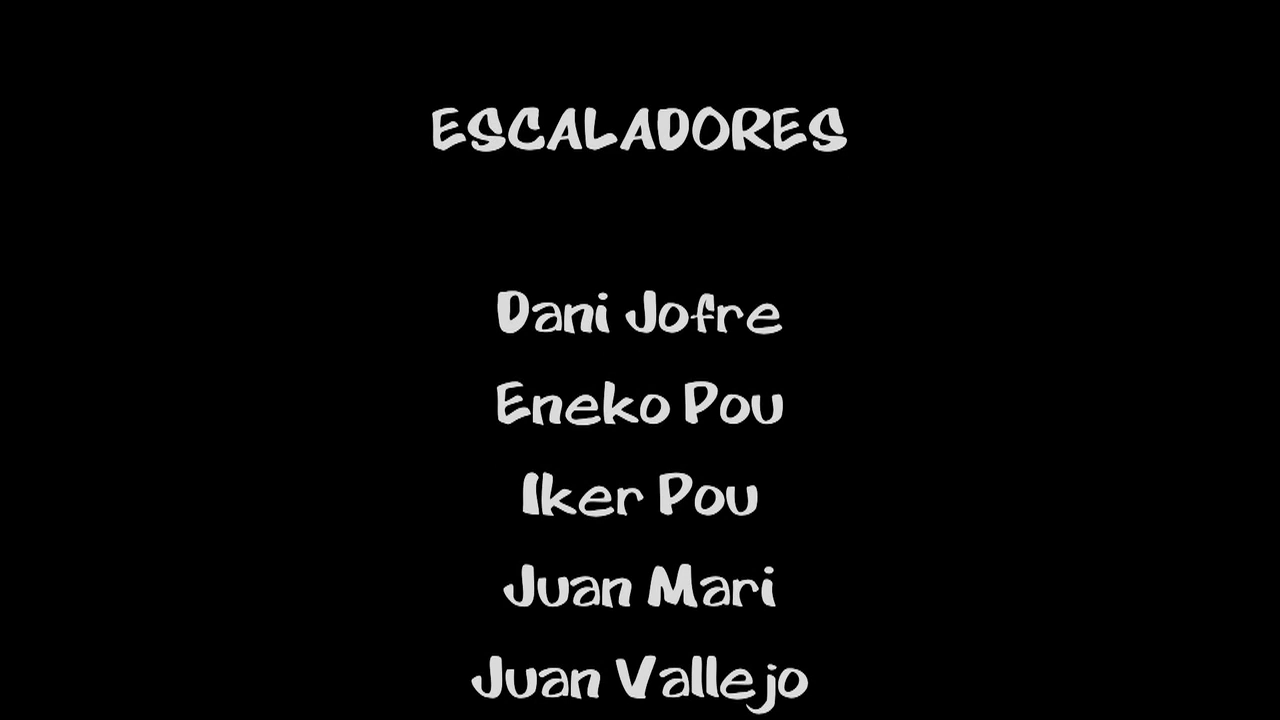 ESCALADORES
Dani Jofre
Eneko Pou
Iker Pou
Juan Mari
Juan Vallejo